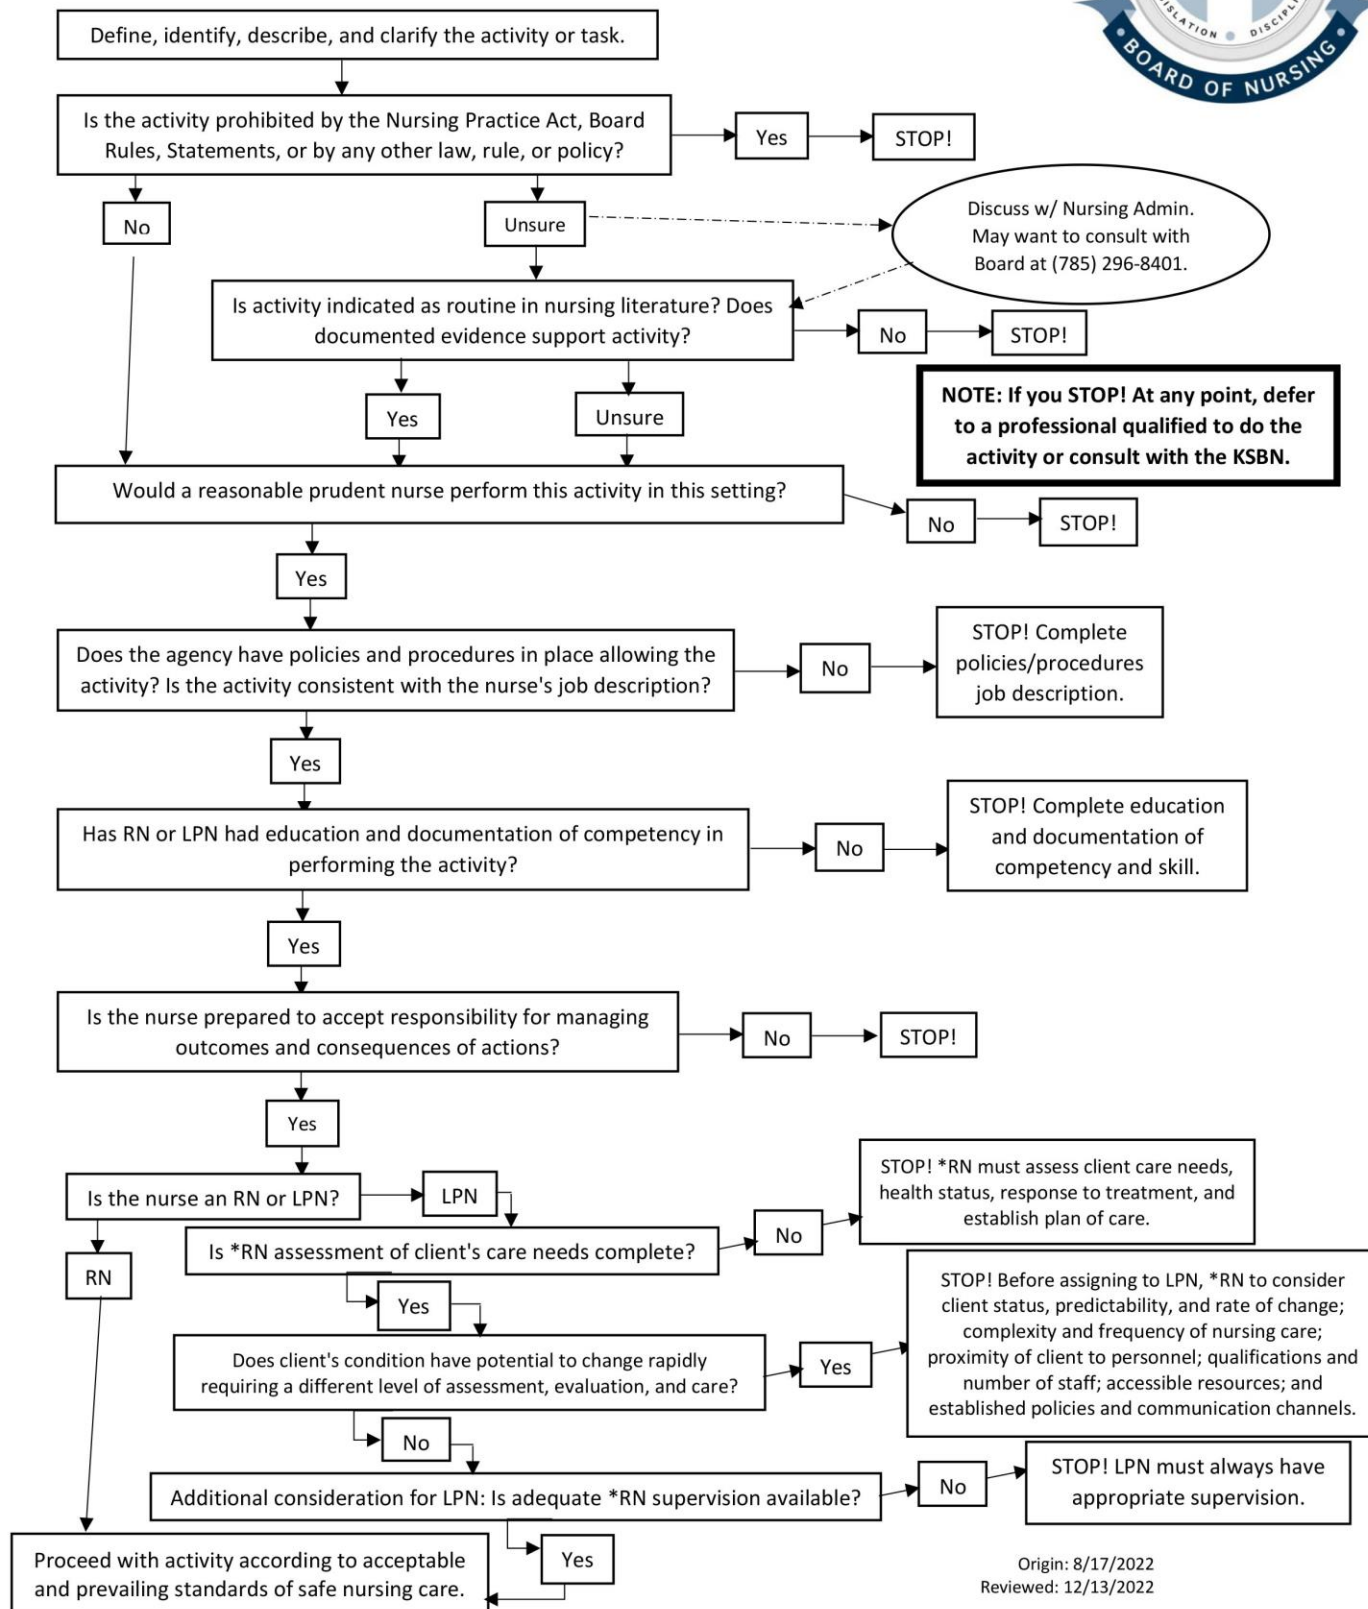 ISLATION
DISCIPLI
BOARD OF NURSING
Define, identify, describe, and clarify the activity or task.
Is the activity prohibited by the Nursing Practice Act, Board
Rules, Statements, or by any other law, rule, or policy?
Yes
STOP!
No
Unsure
Discuss w/ Nursing Admin.
May want to consult with
Board at (785) 296-8401.
Is activity indicated as routine in nursing literature? Does
documented evidence support activity?
No
STOP!
Yes
Unsure
NOTE: If you STOP! At any point, defer
to a professional qualified to do the
activity or consult with the KSBN.
Would a reasonable prudent nurse perform this activity in this setting?
No
STOP!
Yes
Does the agency have policies and procedures in place allowing the
activity? Is the activity consistent with the nurse's job description?
No
STOP! Complete
policies/procedures
job description.
Yes
Has RN or LPN had education and documentation of competency in
performing the activity?
No
STOP! Complete education
and documentation of
competency and skill.
Yes
Is the nurse prepared to accept responsibility for managing
outcomes and consequences of actions?
No
STOP!
Yes
Is the nurse an RN or LPN?
LPN
RN
Is *RN assessment of client's care needs complete?
No
STOP! *RN must assess client care needs,
health status, response to treatment, and
establish plan of care.
Yes
Does client's condition have potential to change rapidly
requiring a different level of assessment, evaluation, and care?
Yes
STOP! Before assigning to LPN, *RN to consider
client status, predictability, and rate of change;
complexity and frequency of nursing care;
proximity of client to personnel; qualifications and
number of staff; accessible resources; and
established policies and communication channels.
No
Additional consideration for LPN: Is adequate *RN supervision available?
No
STOP! LPN must always have
appropriate supervision.
Yes
Proceed with activity according to acceptable
and prevailing standards of safe nursing care.
Origin: 8/17/2022
Reviewed: 12/13/2022